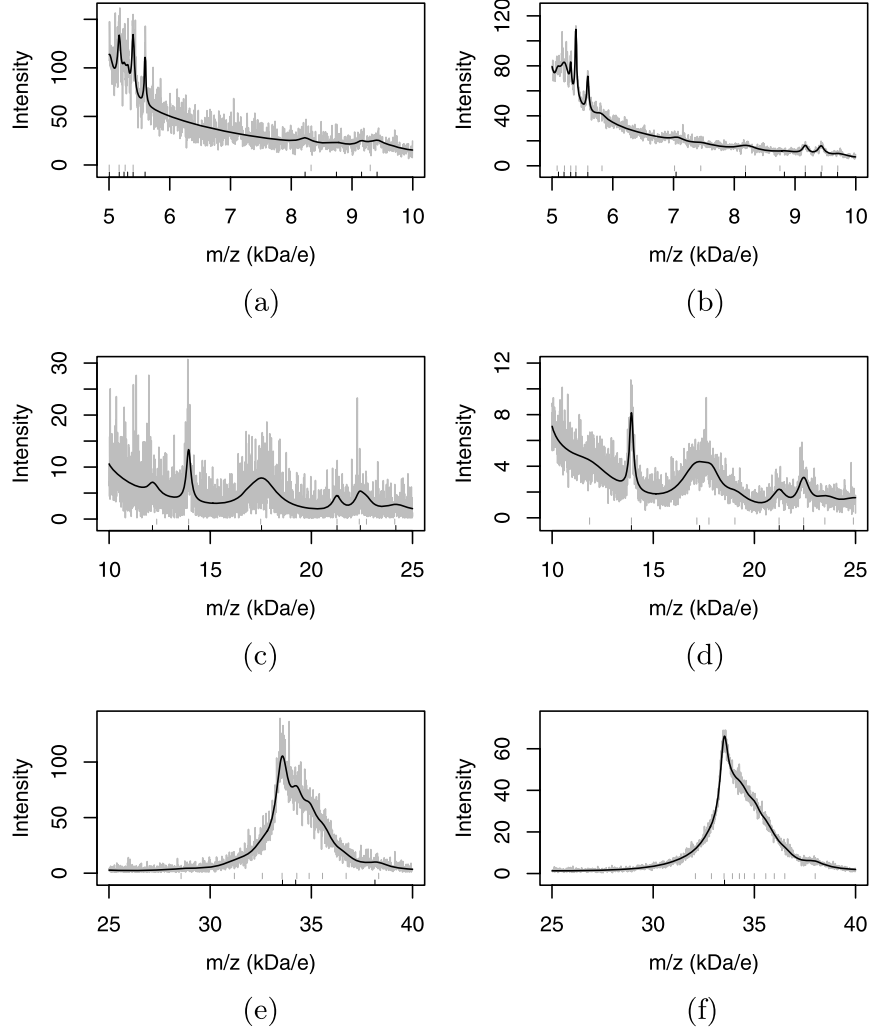 Intensity
0 50 100
5 6 7 8 9 10
m/z (kDa/e)
(a)
Intensity
0 40 80 120
5 6 7 8 9 10
m/z (kDa/e)
(b)
Intensity
0 10 20 30
10 15 20 25
m/z (kDa/e)
(c)
Intensity
0 4 8 12
10 15 20 25
m/z (kDa/e)
(d)
Intensity
0 50 100
25 30 35 40
m/z (kDa/e)
(e)
Intensity
0 20 40 60
25 30 35 40
m/z (kDa/e)
(f)